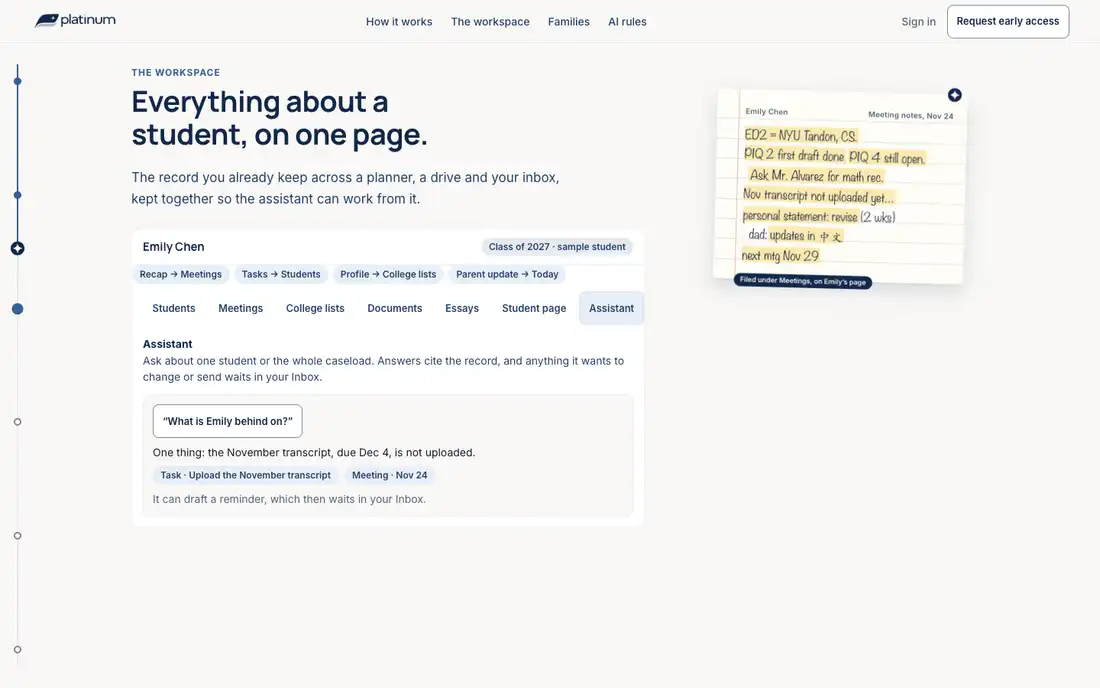 platinum
How it works
The workspace
Families
AI rules
Sign in
Request early access
THE WORKSPACE
Everything about a
student, on one page.
The record you already keep across a planner, a drive and your inbox,
kept together so the assistant can work from it.
Emily Chen
Class of 2027 · sample student
Recap → Meetings
Tasks → Students
Profile → College lists
Parent update → Today
Students
Meetings
College lists
Documents
Essays
Student page
Assistant
Assistant
Ask about one student or the whole caseload. Answers cite the record, and anything it wants to
change or send waits in your Inbox.
“What is Emily behind on?”
One thing: the November transcript, due Dec 4, is not uploaded.
Task · Upload the November transcript
Meeting · Nov 24
It can draft a reminder, which then waits in your Inbox.
Emily Chen
Meeting notes, Nov 24
ED2 = NYU Tandon, CS.
PIQ 2 first draft done. PIQ 4 still open.
Ask Mr. Alvarez for math rec.
Nov transcript not uploaded yet...
personal statement: revise (2 wks)
dad: updates in 中文
next mtg Nov 29
Filed under Meetings, on Emily's page